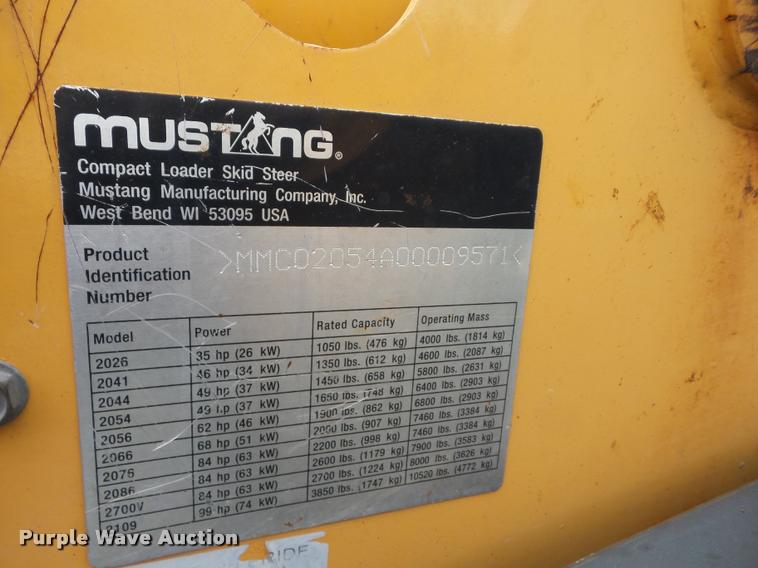 MUSTANG®
Compact Loader Skid Steer
Mustang Manufacturing Company, Inc.
West Bend WI 53095 USA
Product
Identification
Number
>MMC02054A00009571<
Model Power Rated Capacity Operating Mass
2026 35 hp (26 kW) 1050 lbs. (476 kg) 4000 lbs. (1814 kg)
2041 46 hp (34 kW) 1350 lbs. (612 kg) 4600 lbs. (2087 kg)
2044 49 hp (37 kW) 1450 lbs. (658 kg) 5800 lbs. (2631 kg)
2054 49 hp (37 kW) 1650 lbs. (748 kg) 6400 lbs. (2903 kg)
2056 62 hp (46 kW) 1900 lbs. (862 kg) 6800 lbs. (2903 kg)
2066 68 hp (51 kW) 2000 lbs. (907 kg) 7460 lbs. (3384 kg)
2076 84 hp (63 kW) 2200 lbs. (998 kg) 7460 lbs. (3384 kg)
2086 84 hp (63 kW) 2600 lbs. (1179 kg) 7900 lbs. (3583 kg)
2700V 84 hp (63 kW) 2700 lbs. (1224 kg) 8000 lbs. (3626 kg)
2109 99 hp (74 kW) 3850 lbs. (1747 kg) 10520 lbs. (4772 kg)
Purple Wave Auction